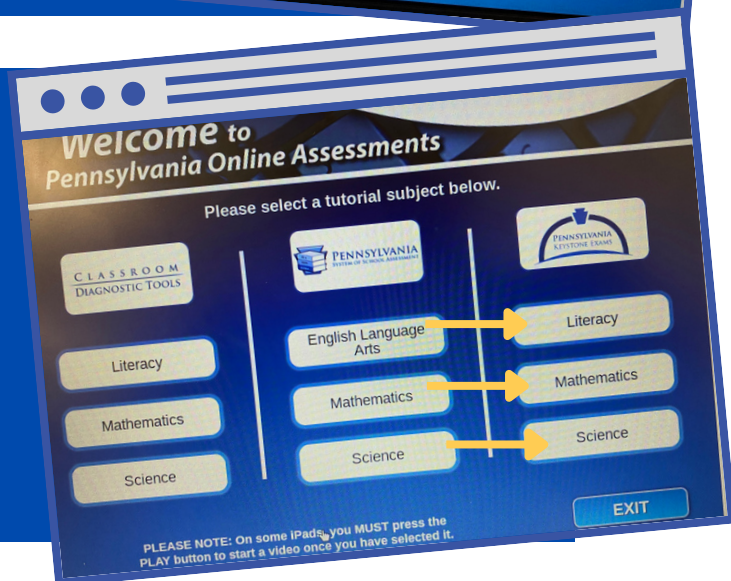 Welcome to
Pennsylvania Online Assessments
Please select a tutorial subject below.
CLASSROOM
DIAGNOSTIC TOOLS
Literacy
Mathematics
Science
PENNSYLVANIA
SYSTEM OF SCHOOL ASSESSMENT
English Language
Arts
Mathematics
Science
PENNSYLVANIA
KEYSTONE EXAMS
Literacy
Mathematics
Science
PLEASE NOTE: On some iPads, you MUST press the
PLAY button to start a video once you have selected it.
EXIT